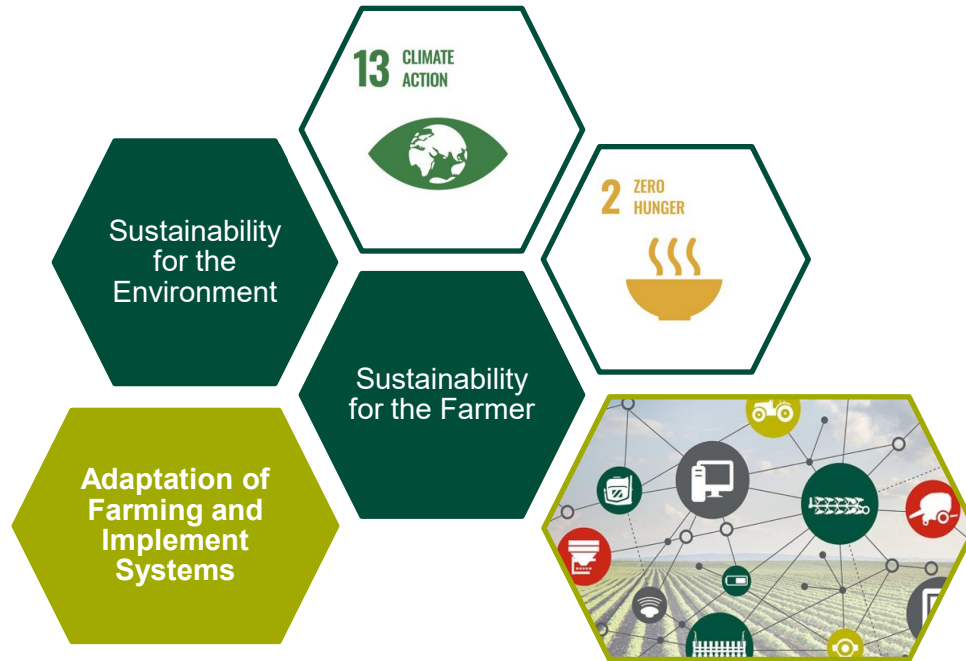 13 CLIMATE
ACTION
2 ZERO
HUNGER
Sustainability
for the
Environment
Sustainability
for the Farmer
Adaptation of
Farming and
Implement
Systems